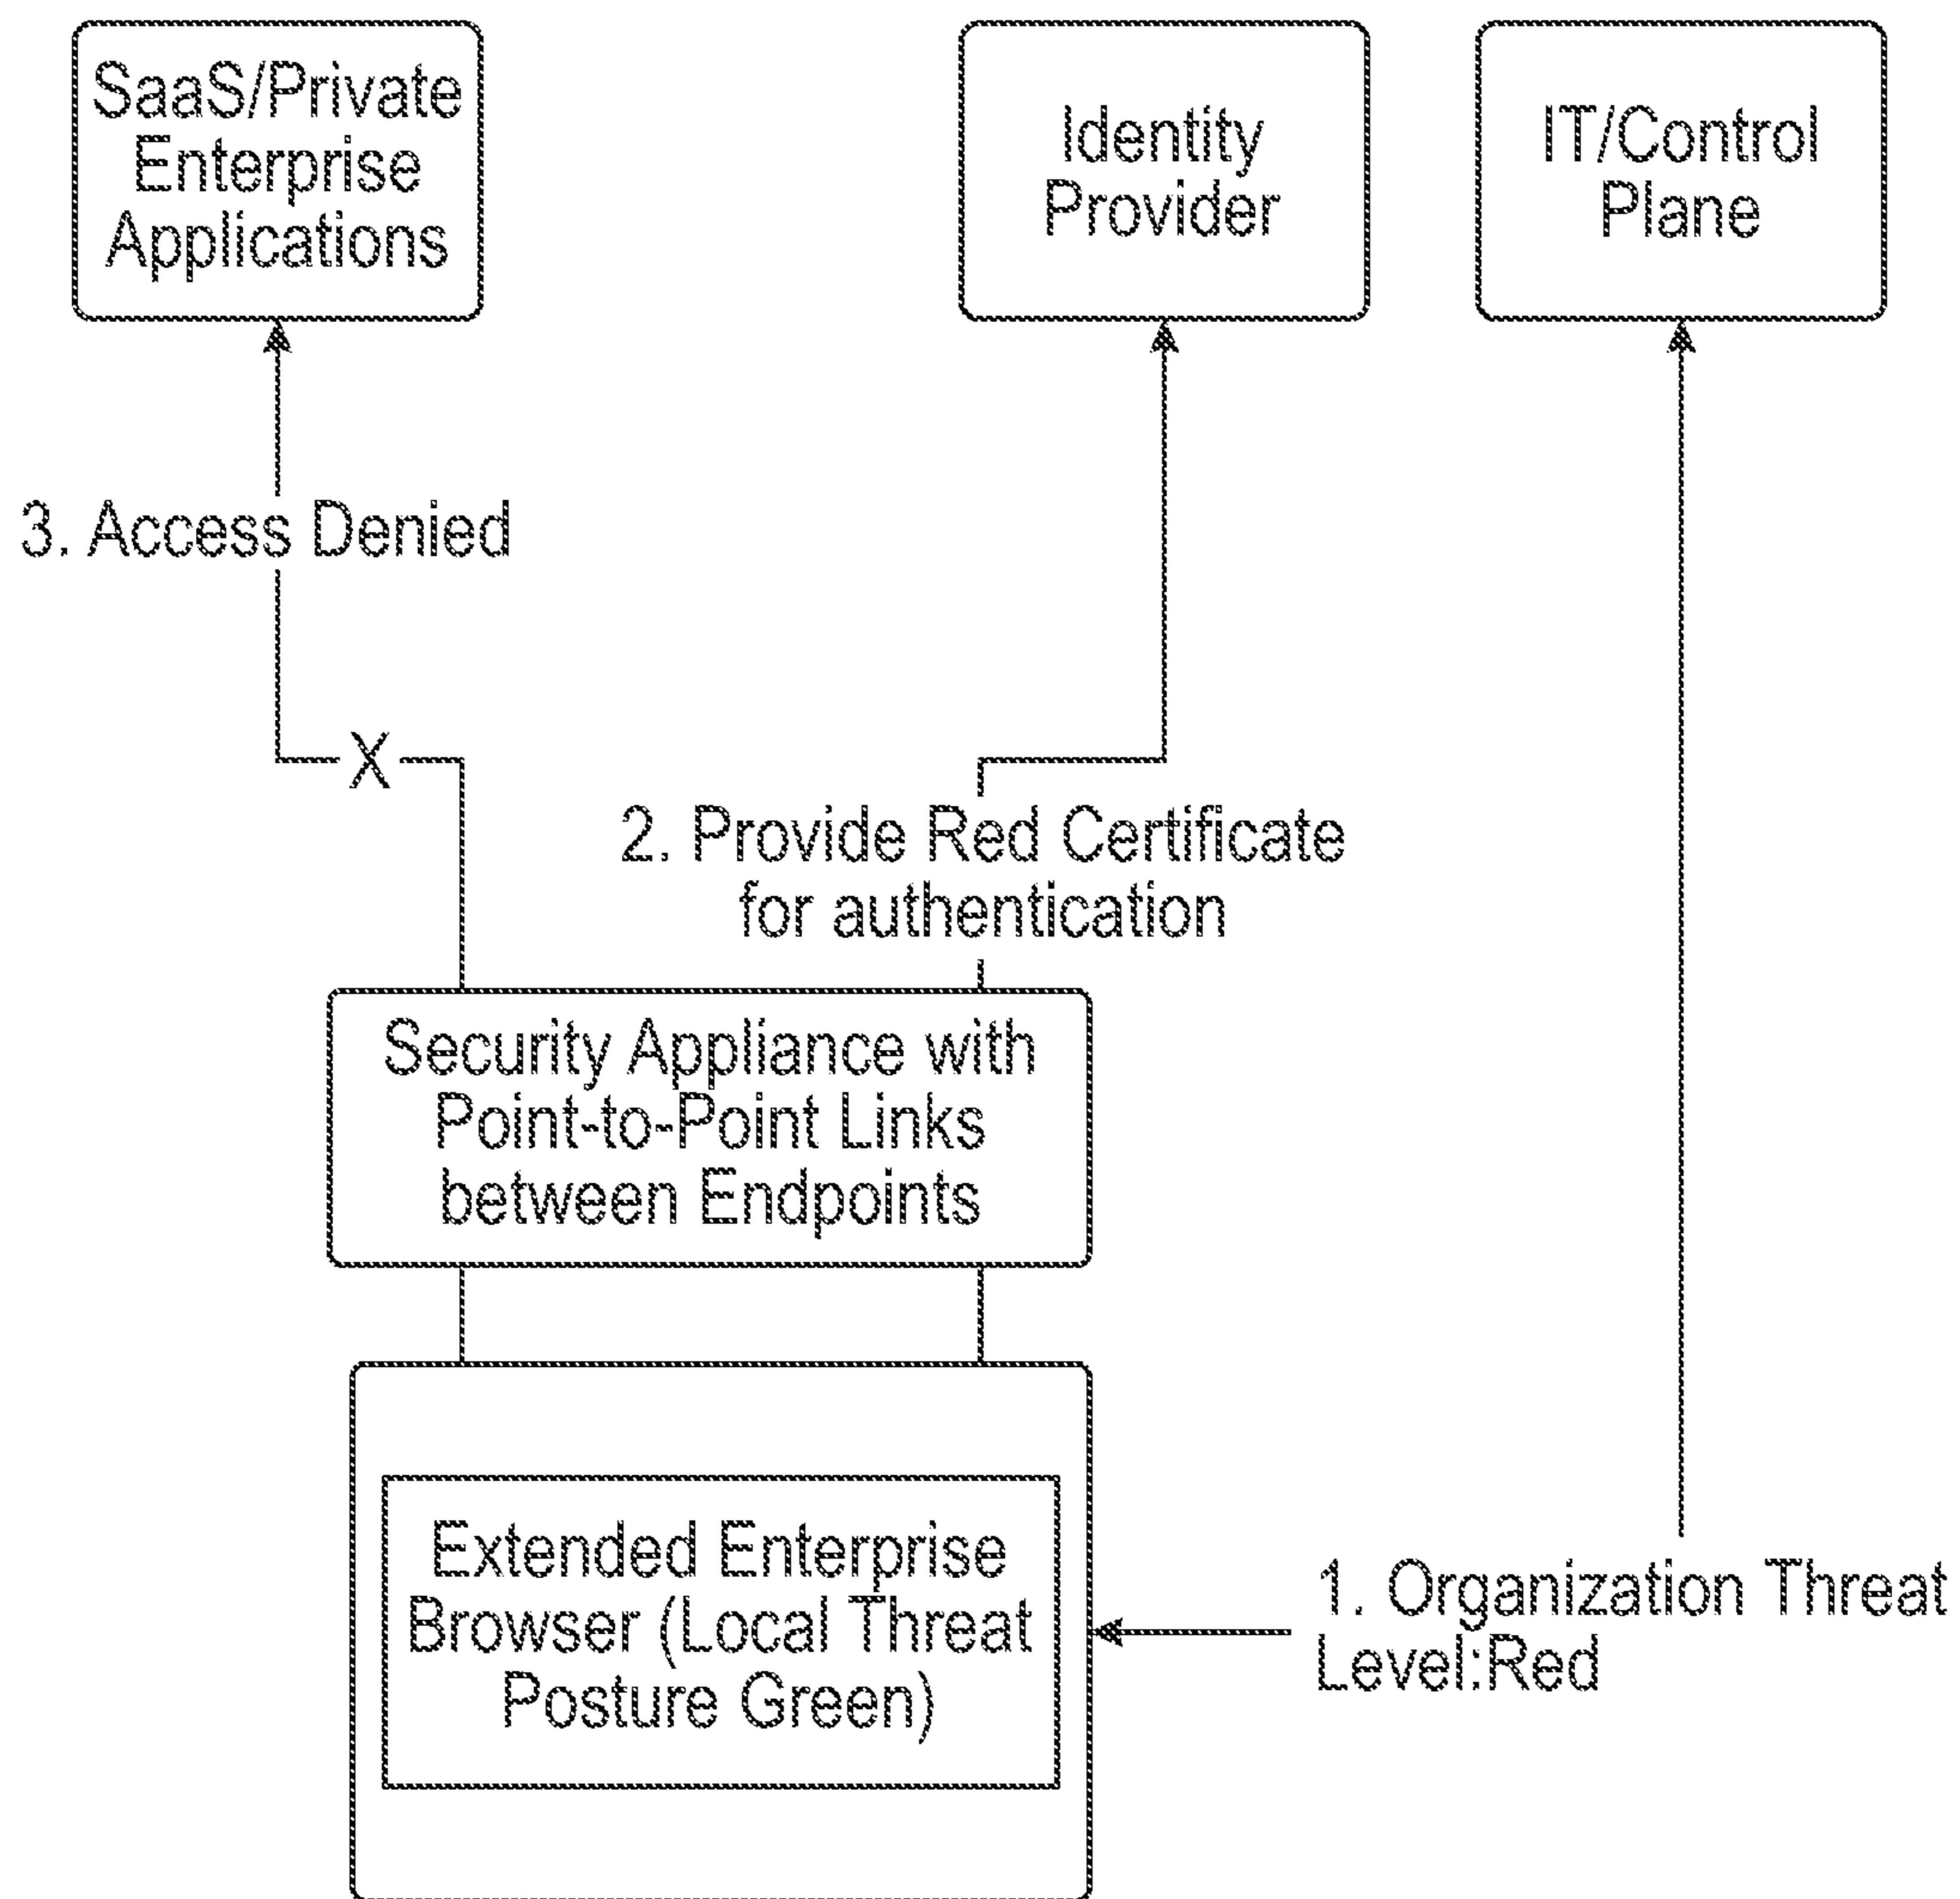 SaaS/Private
Enterprise
Applications
Identity
Provider
IT/Control
Plane
3. Access Denied
X
2. Provide Red Certificate
for authentication
Security Appliance with
Point-to-Point Links
between Endpoints
Extended Enterprise
Browser (Local Threat
Posture Green)
1. Organization Threat
Level:Red